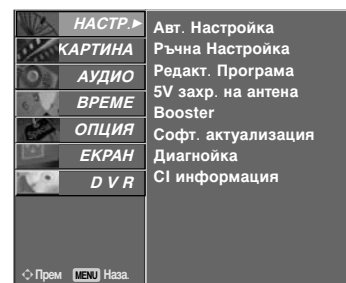 НАСТР.
КАРТИНА
АУДИО
ВРЕМЕ
ОПЦИЯ
ЕКРАН
D V R
Прем MENU Наза.
Авт. Настройка
Ръчна Настройка
Редакт. Програма
5V захр. на антена
Booster
Софт. актуализация
Диагнойка
CI информация